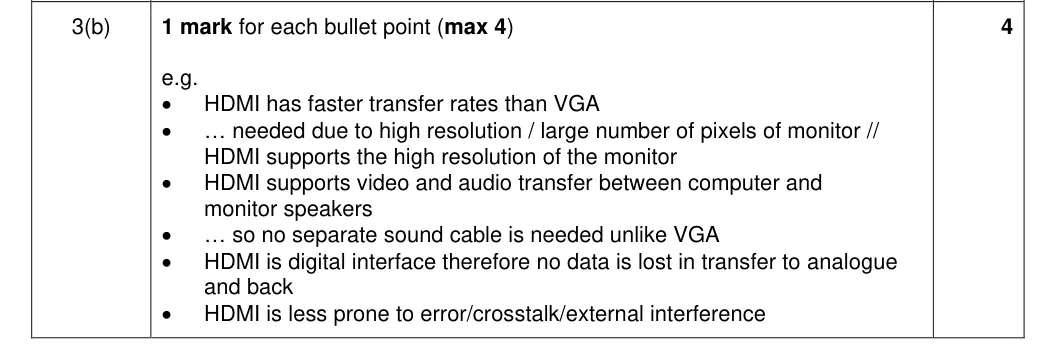 3(b) 1 mark for each bullet point (max 4) 4
e.g.
• HDMI has faster transfer rates than VGA
• … needed due to high resolution / large number of pixels of monitor //
HDMI supports the high resolution of the monitor
• HDMI supports video and audio transfer between computer and
monitor speakers
• … so no separate sound cable is needed unlike VGA
• HDMI is digital interface therefore no data is lost in transfer to analogue
and back
• HDMI is less prone to error/crosstalk/external interference